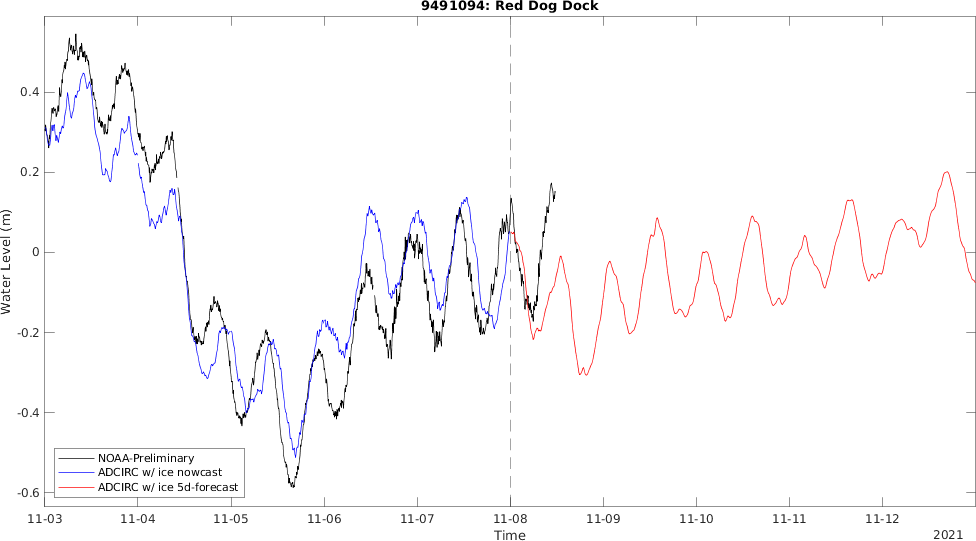 9491094: Red Dog Dock
Water Level (m)
0.4
0.2
0
-0.2
-0.4
-0.6
NOAA-Preliminary
ADCIRC w/ ice nowcast
ADCIRC w/ ice 5d-forecast
11-03 11-04 11-05 11-06 11-07 11-08 11-09 11-10 11-11 11-12
Time
2021